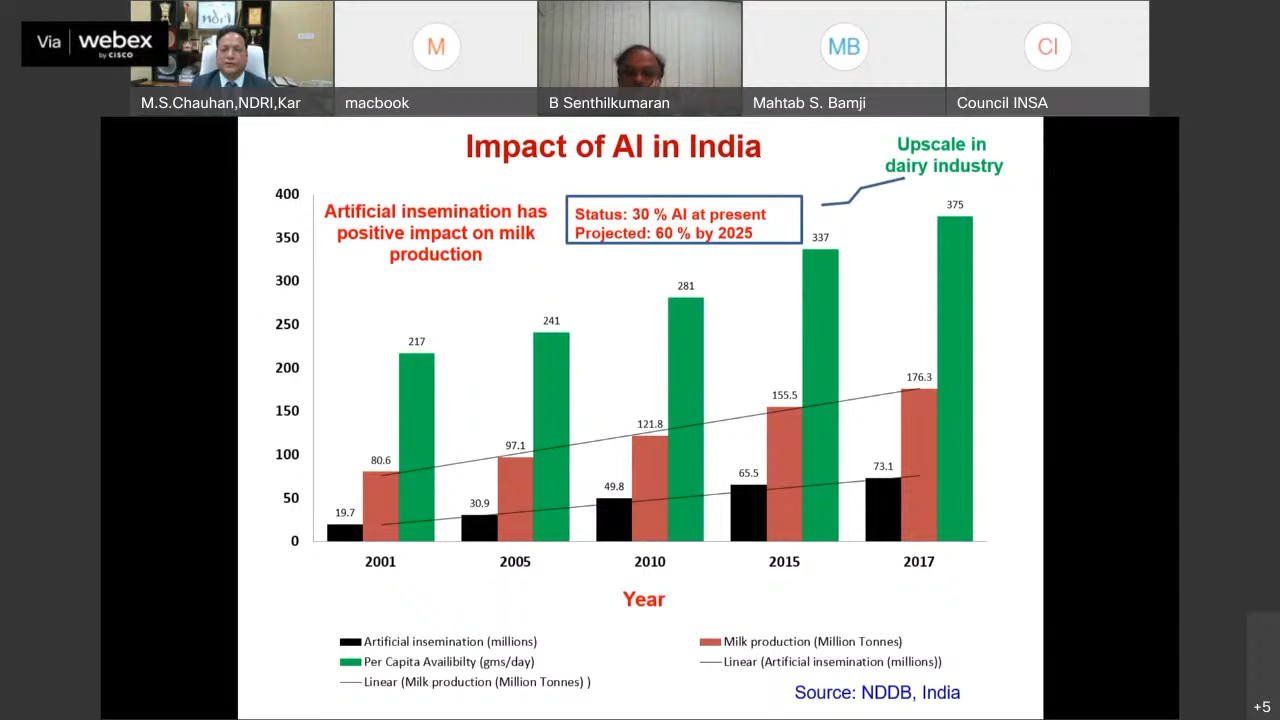 Via webex
by CISCO
M
MB
CI
M.S.Chauhan,NDRI,Kar
macbook
B Senthilkumaran
Mahtab S. Bamji
Council INSA
Impact of AI in India
Upscale in
dairy industry
Artificial insemination has
positive impact on milk
production
Status: 30 % AI at present
Projected: 60 % by 2025
400
350
300
250
200
150
100
50
0
19.7
80.6
217
30.9
97.1
241
49.8
121.8
281
65.5
155.5
337
73.1
176.3
375
2001
2005
2010
2015
2017
Year
Artificial insemination (millions)
Milk production (Million Tonnes)
Per Capita Availibilty (gms/day)
Linear (Artificial insemination (millions))
Linear (Milk production (Million Tonnes) )
Source: NDDB, India
+5